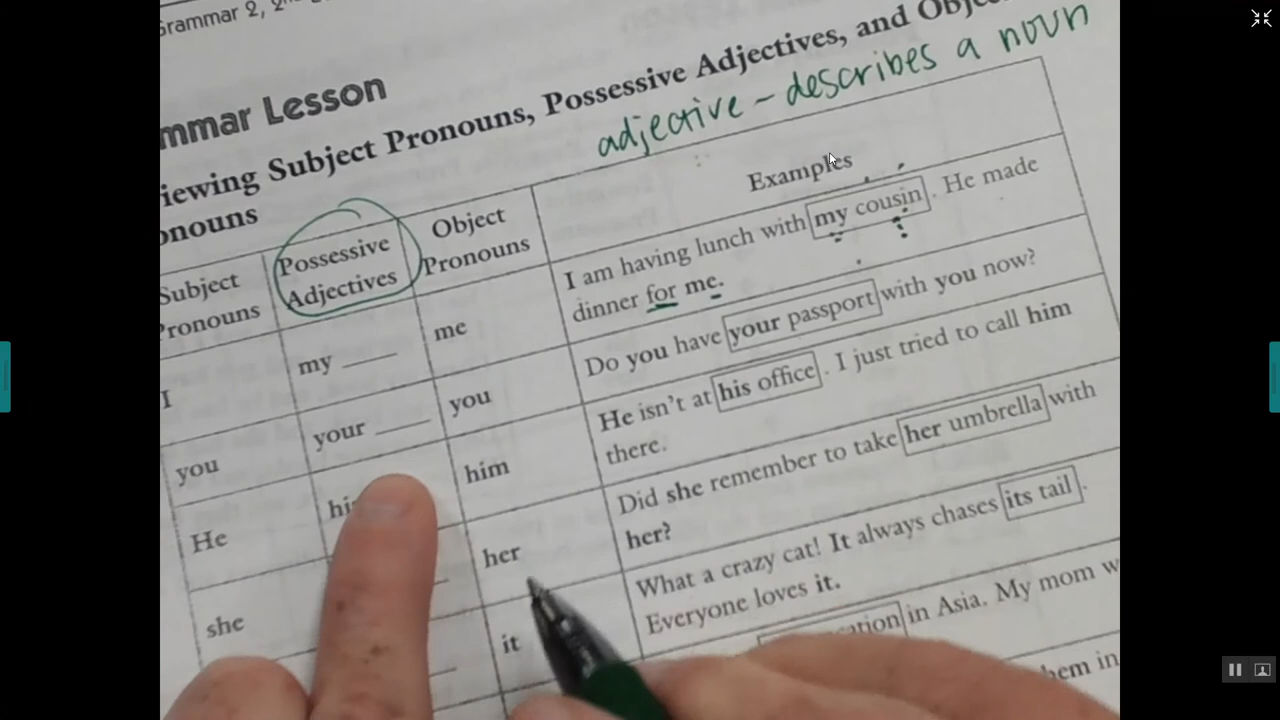 Grammar 2, 2nd
mmar Lesson
iewing Subject Pronouns, Possessive Adjectives, and Obje
onouns
adjective - describes a noun
Subject
Pronouns
Possessive
Adjectives
Object
Pronouns
Examples
I
my ____
me
I am having lunch with my cousin. He made
dinner for me.
you
your ____
you
Do you have your passport with you now?
He
his
him
He isn't at his office. I just tried to call him
there.
she
her
Did she remember to take her umbrella with
her?
it
What a crazy cat! It always chases its tail.
Everyone loves it.
in Asia. My mom w